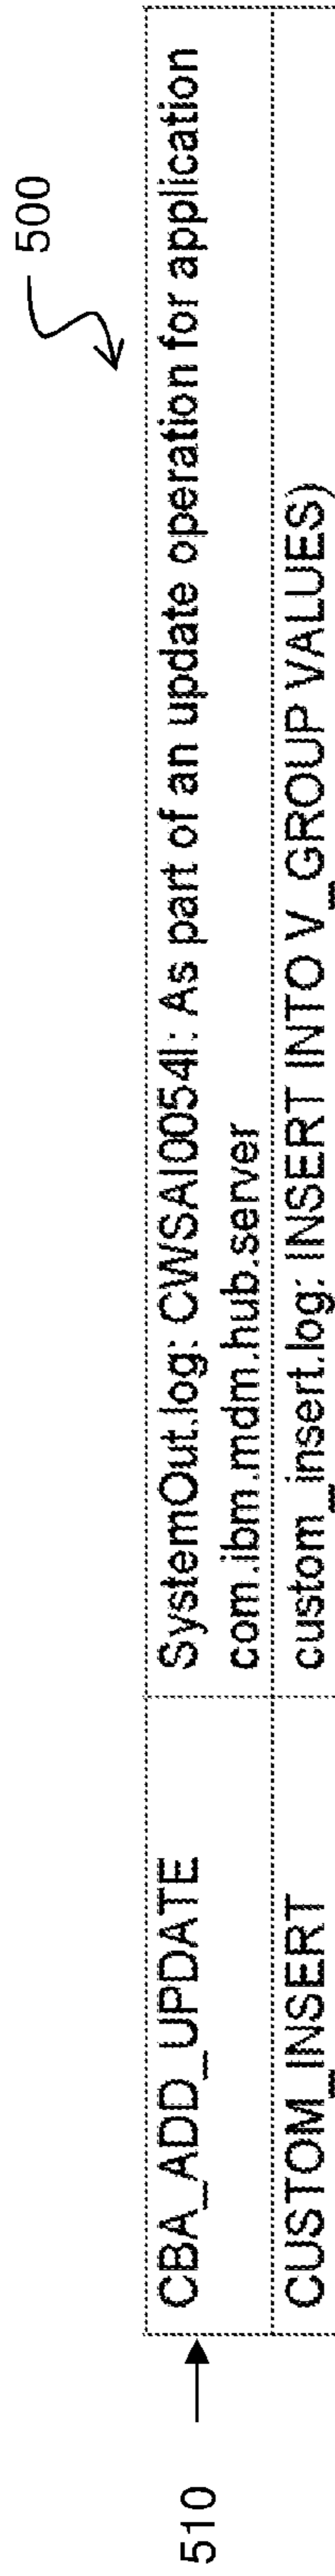 500
510
CBA_ADD_UPDATE
SystemOut.log: CWSAI0054I: As part of an update operation for application
com.ibm.mdm.hub.server
CUSTOM_INSERT
custom_insert.log: INSERT INTO V_GROUP VALUES)